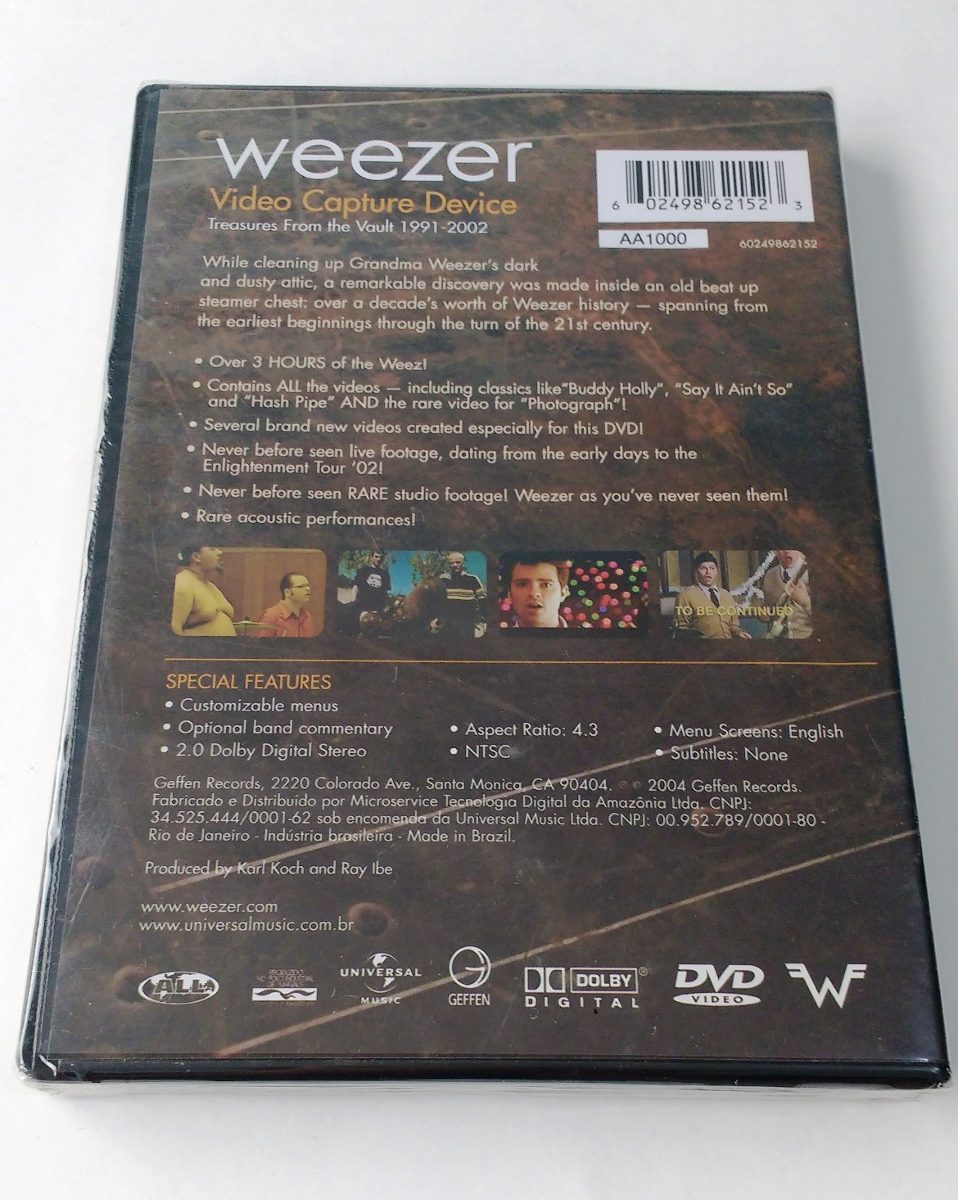 weezer
Video Capture Device
Treasures From the Vault 1991-2002
6 02498 62152 3
AA1000
60249862152
While cleaning up Grandma Weezer's dark
and dusty attic, a remarkable discovery was made inside an old beat up
steamer chest: over a decade's worth of Weezer history — spanning from
the earliest beginnings through the turn of the 21st century.
• Over 3 HOURS of the Weez!
• Contains ALL the videos — including classics like"Buddy Holly", "Say It Ain't So"
and "Hash Pipe" AND the rare video for "Photograph"!
• Several brand new videos created especially for this DVD!
• Never before seen live footage, dating from the early days to the
Enlightenment Tour '02!
• Never before seen RARE studio footage! Weezer as you've never seen them!
• Rare acoustic performances!
TO BE CONTINUED
SPECIAL FEATURES
• Customizable menus
• Optional band commentary
• 2.0 Dolby Digital Stereo
• Aspect Ratio: 4.3
• NTSC
• Menu Screens: English
• Subtitles: None
Geffen Records, 2220 Colorado Ave., Santa Monica, CA 90404. ℗ © 2004 Geffen Records.
Fabricado e Distribuído por Microservice Tecnologia Digital da Amazônia Ltda. CNPJ:
34.525.444/0001-62 sob encomenda da Universal Music Ltda. CNPJ: 00.952.789/0001-80 -
Rio de Janeiro - Indústria brasileira - Made in Brazil.
Produced by Karl Koch and Ray Ibe
www.weezer.com
www.universalmusic.com.br
ALL
PRODUZIDO
NO POLO INDUSTRIAL
DE MANAUS
UNIVERSAL
MUSIC
GEFFEN
DOLBY®
DIGITAL
DVD
VIDEO
W